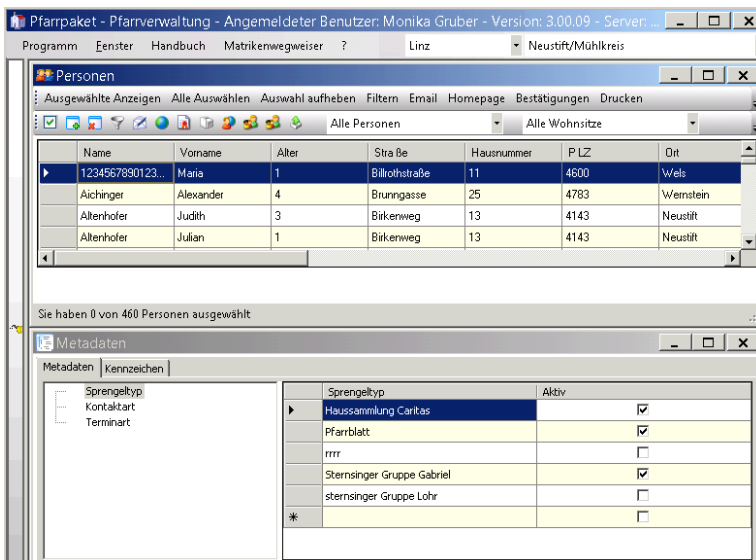 Pfarrpaket - Pfarrverwaltung - Angemeldeter Benutzer: Monika Gruber - Version: 3.00.09 - Server: ...
Programm Fenster Handbuch Matrikenwegweiser ? Linz Neustift/Mühlkreis
Personen
Ausgewählte Anzeigen Alle Auswählen Auswahl aufheben Filtern Email Homepage Bestätigungen Drucken
Alle Personen Alle Wohnsitze
Name Vorname Alter Straße Hausnummer PLZ Ort
1234567890123... Maria 1 Billrothstraße 11 4600 Wels
Aichinger Alexander 4 Brunngasse 25 4783 Wernstein
Altenhofer Judith 3 Birkenweg 13 4143 Neustift
Altenhofer Julian 1 Birkenweg 13 4143 Neustift
Sie haben 0 von 460 Personen ausgewählt
Metadaten
Metadaten Kennzeichen
Sprengeltyp
Kontaktart
Terminart
Sprengeltyp Aktiv
Haussammlung Caritas
Pfarrblatt
rrrr
Sternsinger Gruppe Gabriel
sternsinger Gruppe Lohr